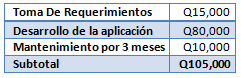 Toma De Requerimientos Q15,000
Desarrollo de la aplicación Q80,000
Mantenimiento por 3 meses Q10,000
Subtotal Q105,000